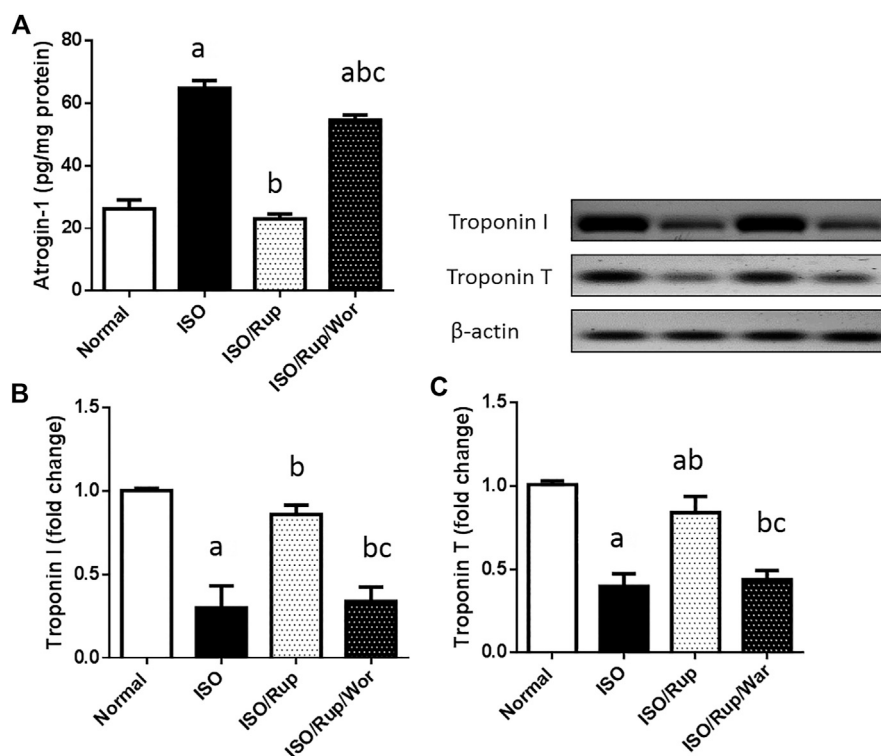 A
Atrogin-1 (pg/mg protein)
80
60
40
20
0
a
b
abc
Normal
ISO
ISO/Rup
ISO/Rup/Wor
Troponin I
Troponin T
β-actin
B
Troponin I (fold change)
1.5
1.0
0.5
0.0
a
b
bc
Normal
ISO
ISO/Rup
ISO/Rup/Wor
C
Troponin T (fold change)
1.5
1.0
0.5
0.0
a
ab
bc
Normal
ISO
ISO/Rup
ISO/Rup/War